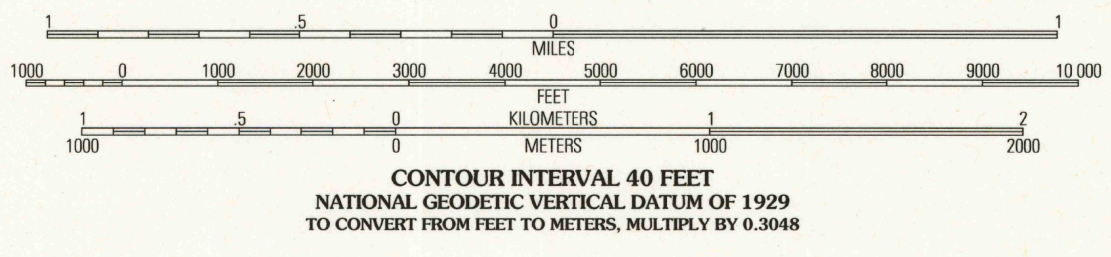 1 .5 0 1
MILES
1000 0 1000 2000 3000 4000 5000 6000 7000 8000 9000 10 000
FEET
1 .5 0 KILOMETERS 1 2
1000 0 METERS 1000 2000
CONTOUR INTERVAL 40 FEET
NATIONAL GEODETIC VERTICAL DATUM OF 1929
TO CONVERT FROM FEET TO METERS, MULTIPLY BY 0.3048